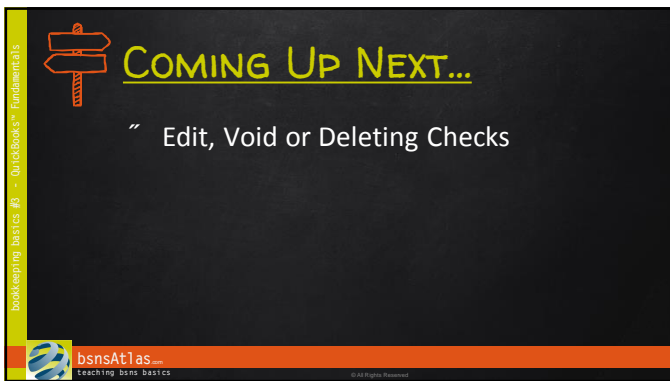 COMING UP NEXT…
˝ Edit, Void or Deleting Checks
bookkeeping basics #3 - QuickBooks™ Fundamentals
bsnsAtlas.com
teaching bsns basics
© All Rights Reserved